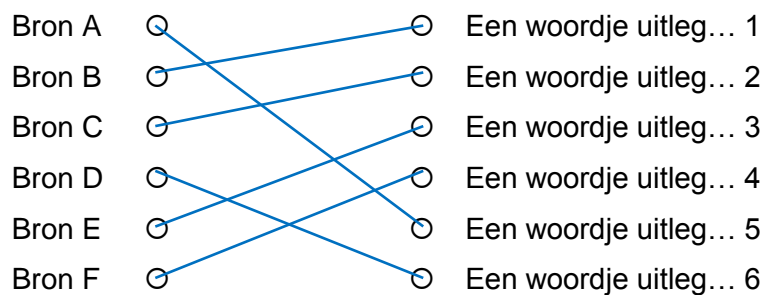 Bron A Een woordje uitleg… 1
Bron B Een woordje uitleg… 2
Bron C Een woordje uitleg… 3
Bron D Een woordje uitleg… 4
Bron E Een woordje uitleg… 5
Bron F Een woordje uitleg… 6